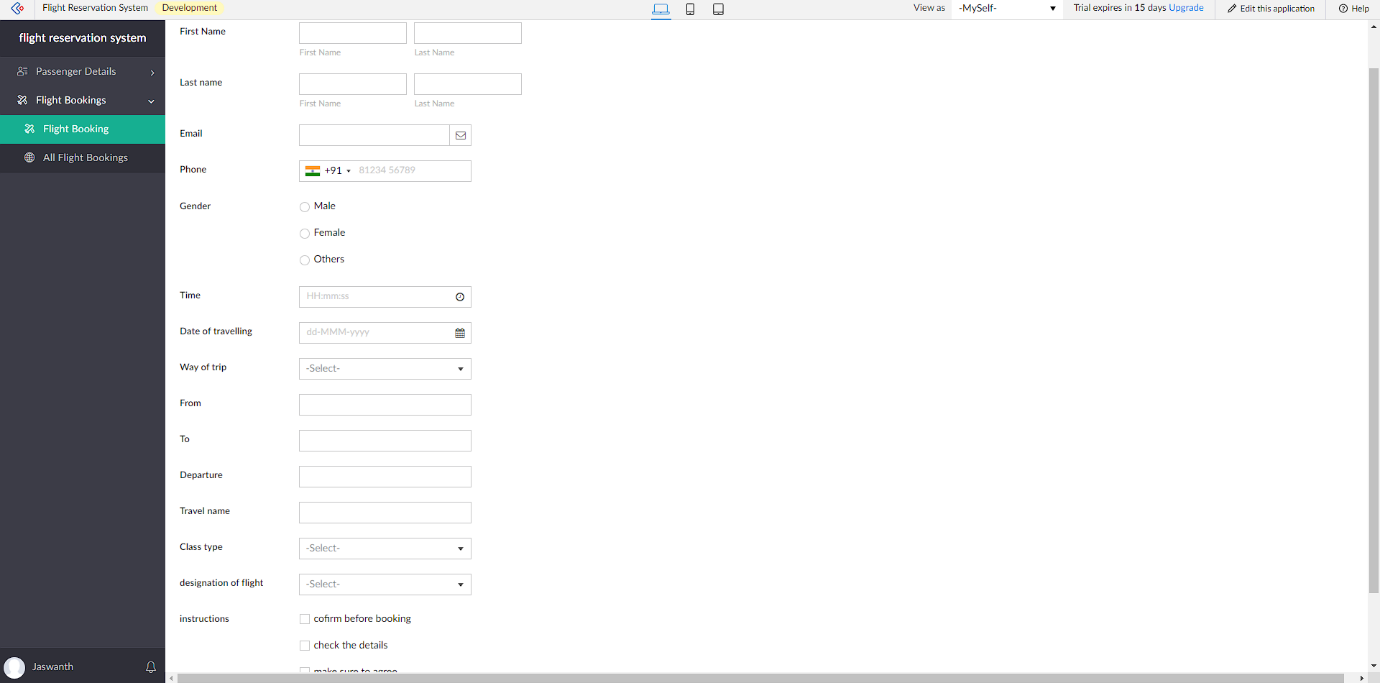 Flight Reservation System Development View as -MySelf- Trial expires in 15 days Upgrade Edit this application Help
flight reservation system
Passenger Details
Flight Bookings
Flight Booking
All Flight Bookings
Jaswanth
First Name
First Name Last Name
Last name
First Name Last Name
Email
Phone +91 81234 56789
Gender Male
Female
Others
Time HH:mm:ss
Date of travelling dd-MMM-yyyy
Way of trip -Select-
From
To
Departure
Travel name
Class type -Select-
designation of flight -Select-
instructions cofirm before booking
check the details
make sure to agree